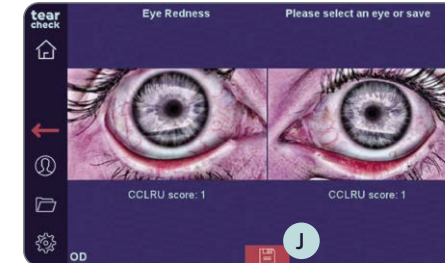 tear
check
Eye Redness
Please select an eye or save
CCLRU score: 1
CCLRU score: 1
OD
J